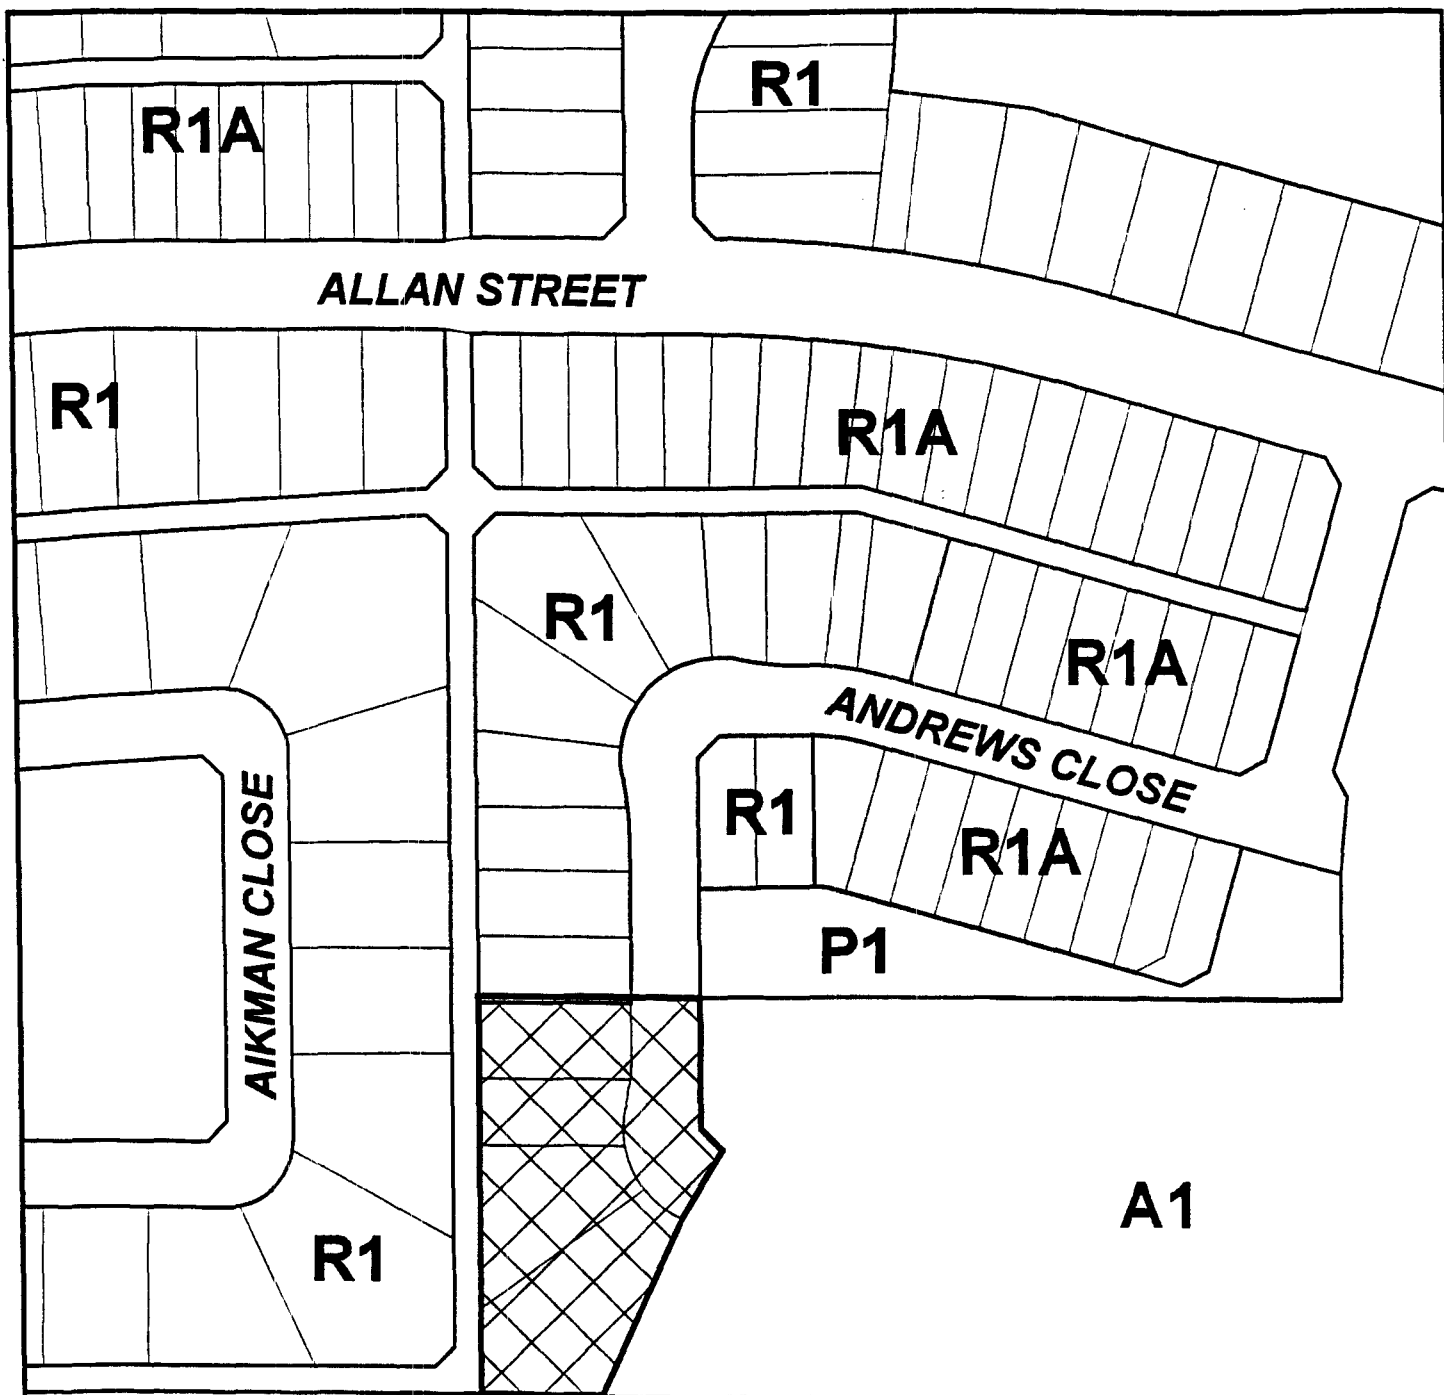 R1
R1A
ALLAN STREET
R1
R1A
R1
R1A
ANDREWS CLOSE
R1
R1A
AIKMAN CLOSE
P1
A1
R1